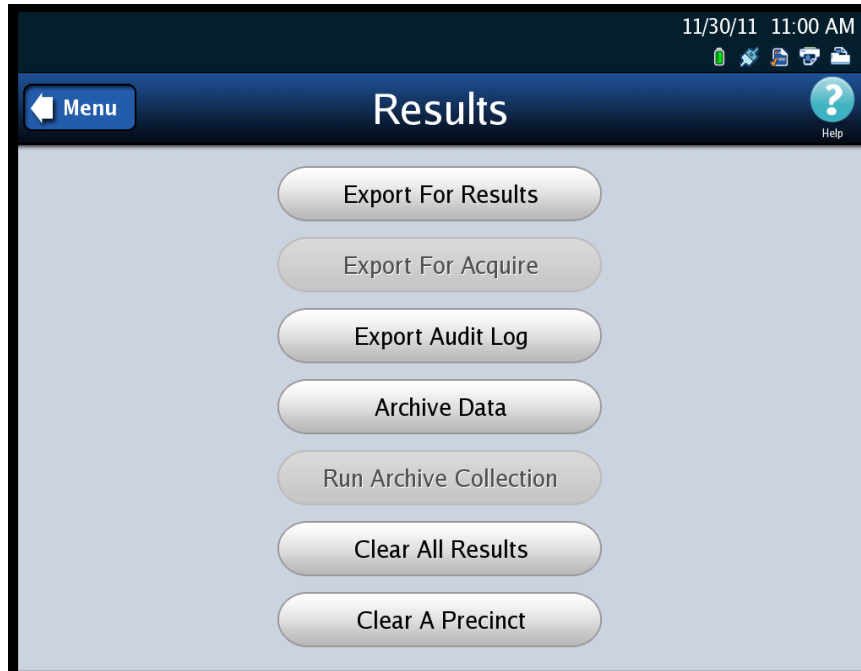 11/30/11 11:00 AM
Menu
Results
Help
Export For Results
Export For Acquire
Export Audit Log
Archive Data
Run Archive Collection
Clear All Results
Clear A Precinct